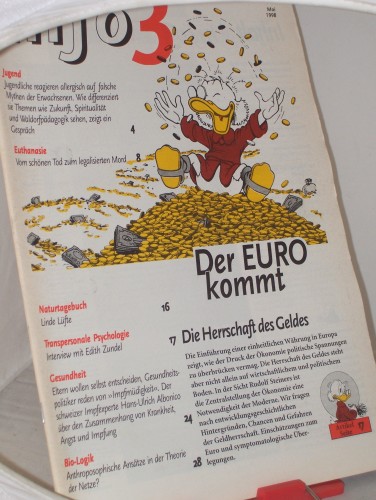 info3
Mai
1998
Jugend
Jugendliche reagieren allergisch auf falsche
Mythen der Erwachsenen. Wie differenziert
sie Themen wie Zukunft, Spiritualität
und Waldorfpädagogik sehen, zeigt ein
Gespräch
4
Euthanasie
8
Vom schönen Tod zum legalisierten Mord
Der EURO
kommt
Naturtagebuch
16
Linde Lüfte
Transpersonale Psychologie
17
Interview mit Edith Zundel
Gesundheit
Eltern wollen selbst entscheiden, Gesundheits-
politiker reden von »Impfmüdigkeit«. Der
schweizer Impfexperte Hans-Ulrich Albonico
über den Zusammenhang von Krankheit,
Angst und Impfung
24
Bio-Logik
28
Anthroposophische Ansätze in der Theorie
der Netze?
Die Herrschaft des Geldes
Die Einführung einer einheitlichen Währung in Europa
zeigt, wie der Druck der Ökonomie politische Spannungen
zu überbrücken vermag. Die Herrschaft des Geldes steht
aber nicht allein auf wirtschaftlichem und politischem
Boden. In der Sicht Rudolf Steiners ist
die Zentralstellung der Ökonomie eine
Notwendigkeit der Moderne. Wir fragen
nach entwicklungsgeschichtlichen
Hintergründen, Chancen und Gefahren
der Geldherrschaft. Einschätzungen zum
Euro und symptomatologische Über-
legungen.
Artikel
Seite 17